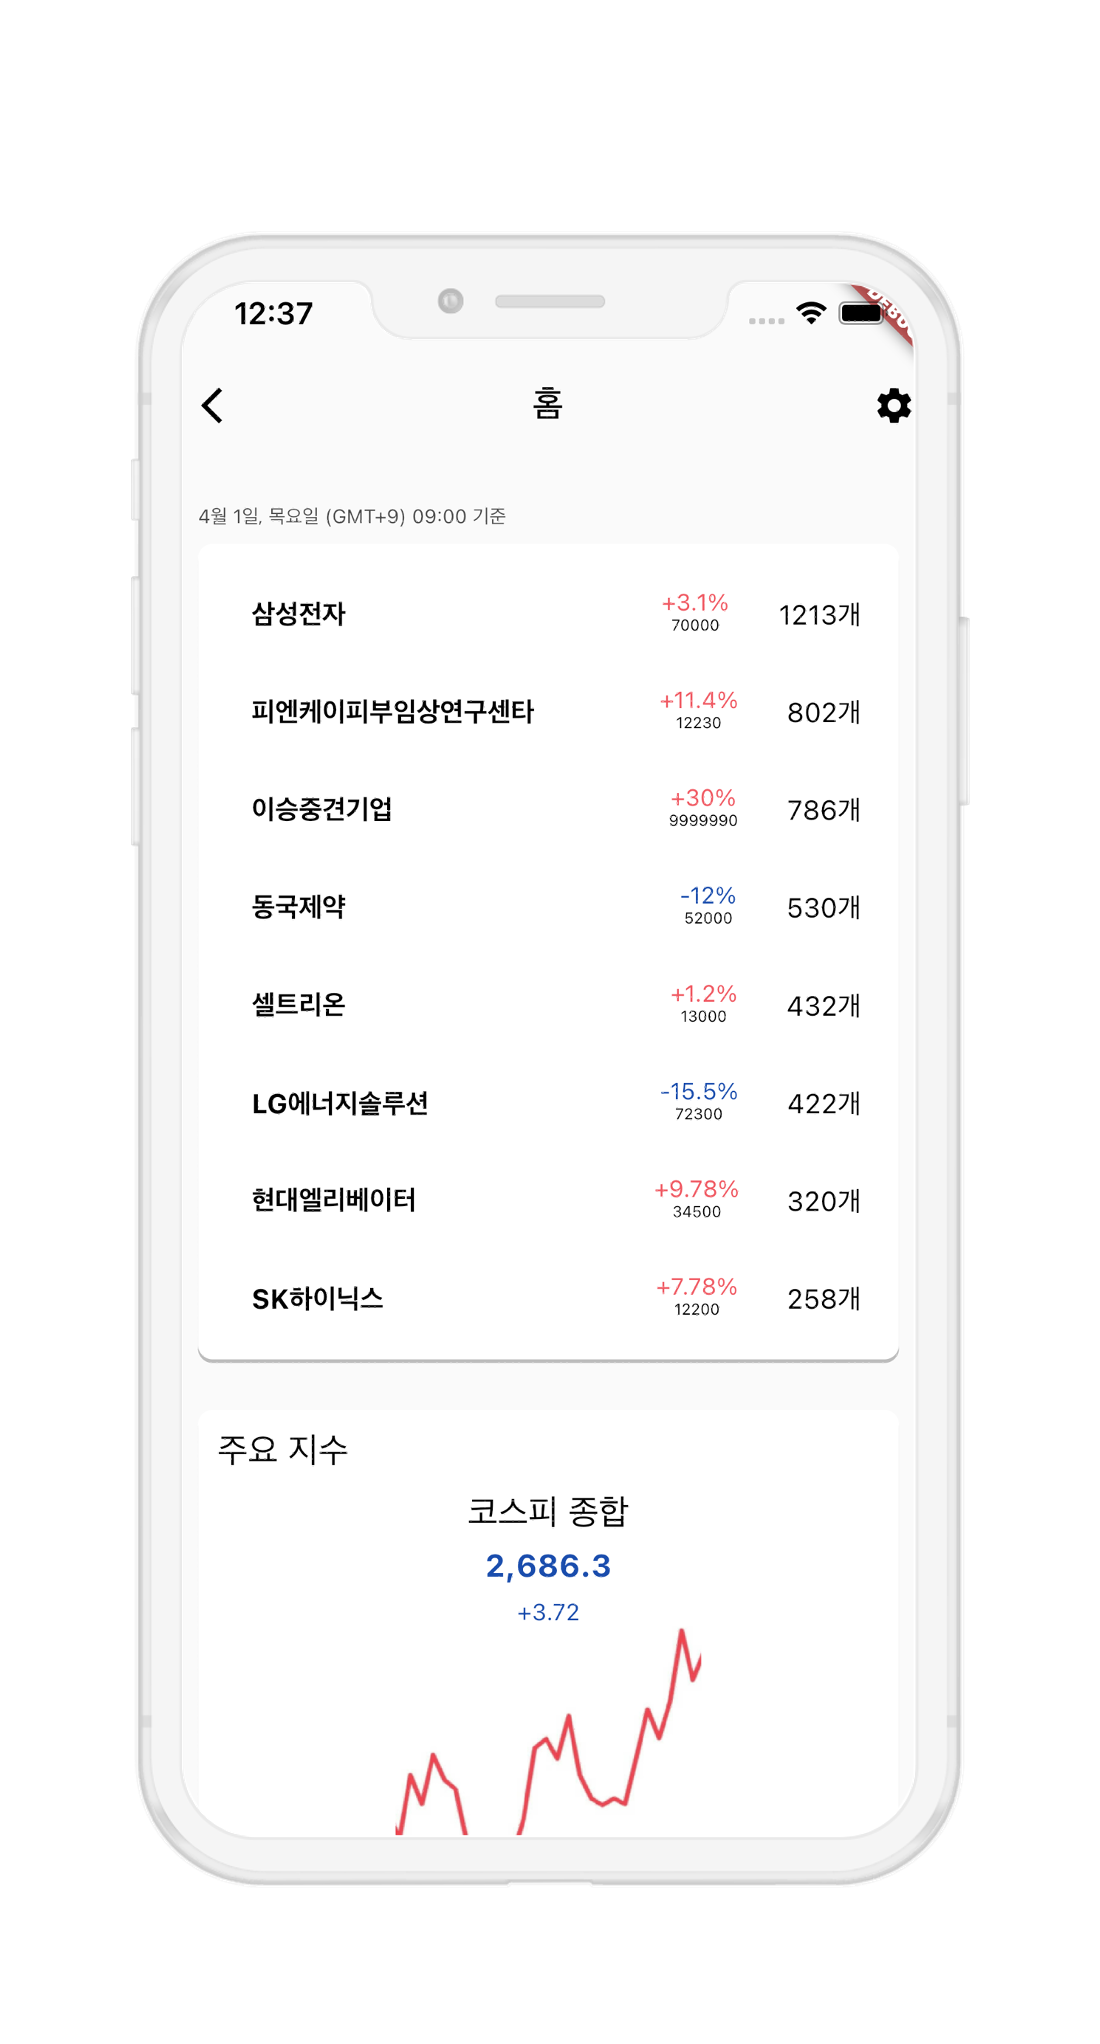 12:37
홈
4월 1일, 목요일 (GMT+9) 09:00 기준
삼성전자 +3.1% 1213개
70000
피엔케이피부임상연구센타 +11.4% 802개
12230
이승중견기업 +30% 786개
9999990
동국제약 -12% 530개
52000
셀트리온 +1.2% 432개
13000
LG에너지솔루션 -15.5% 422개
72300
현대엘리베이터 +9.78% 320개
34500
SK하이닉스 +7.78% 258개
12200
주요 지수
코스피 종합
2,686.3
+3.72